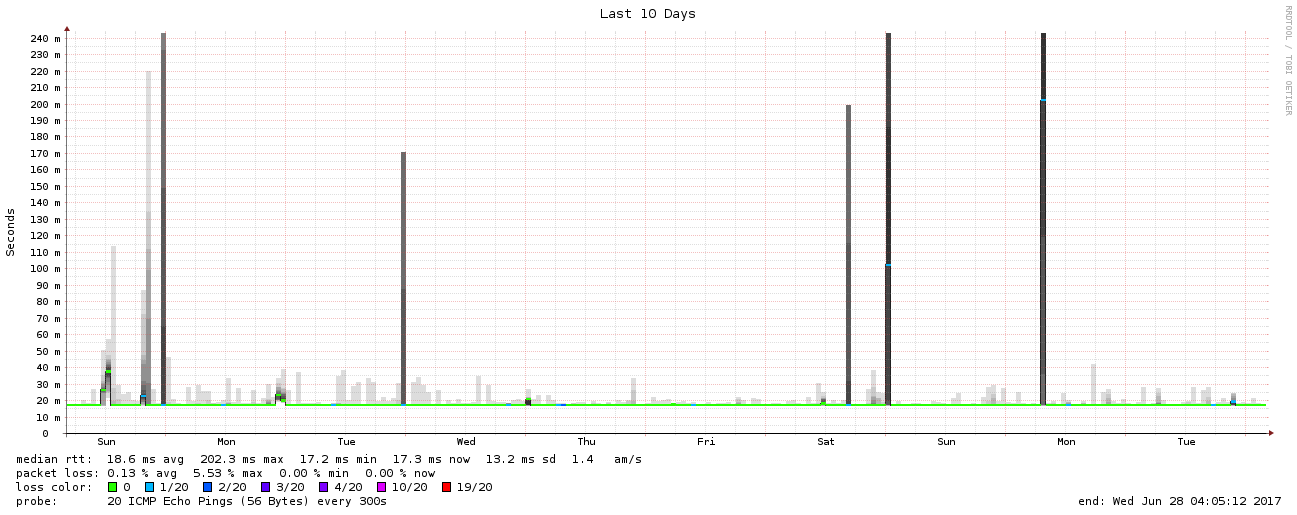 Last 10 Days
RRDTOOL / TOBI OETIKER
Seconds
240 m
230 m
220 m
210 m
200 m
190 m
180 m
170 m
160 m
150 m
140 m
130 m
120 m
110 m
100 m
90 m
80 m
70 m
60 m
50 m
40 m
30 m
20 m
10 m
0
Sun Mon Tue Wed Thu Fri Sat Sun Mon Tue
median rtt: 18.6 ms avg 202.3 ms max 17.2 ms min 17.3 ms now 13.2 ms sd 1.4 am/s
packet loss: 0.13 % avg 5.53 % max 0.00 % min 0.00 % now
loss color: 0 1/20 2/20 3/20 4/20 10/20 19/20
probe: 20 ICMP Echo Pings (56 Bytes) every 300s end: Wed Jun 28 04:05:12 2017